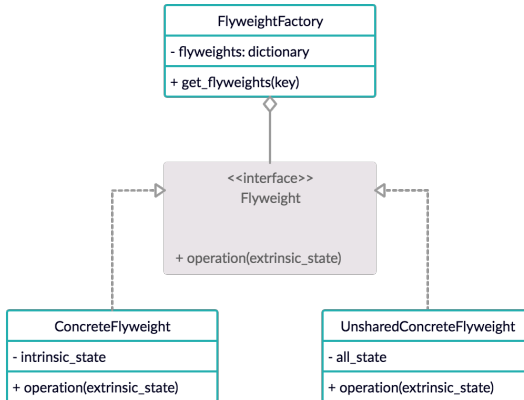 FlyweightFactory
- flyweights: dictionary
+ get_flyweights(key)
<<interface>>
Flyweight
+ operation(extrinsic_state)
ConcreteFlyweight
- intrinsic_state
+ operation(extrinsic_state)
UnsharedConcreteFlyweight
- all_state
+ operation(extrinsic_state)